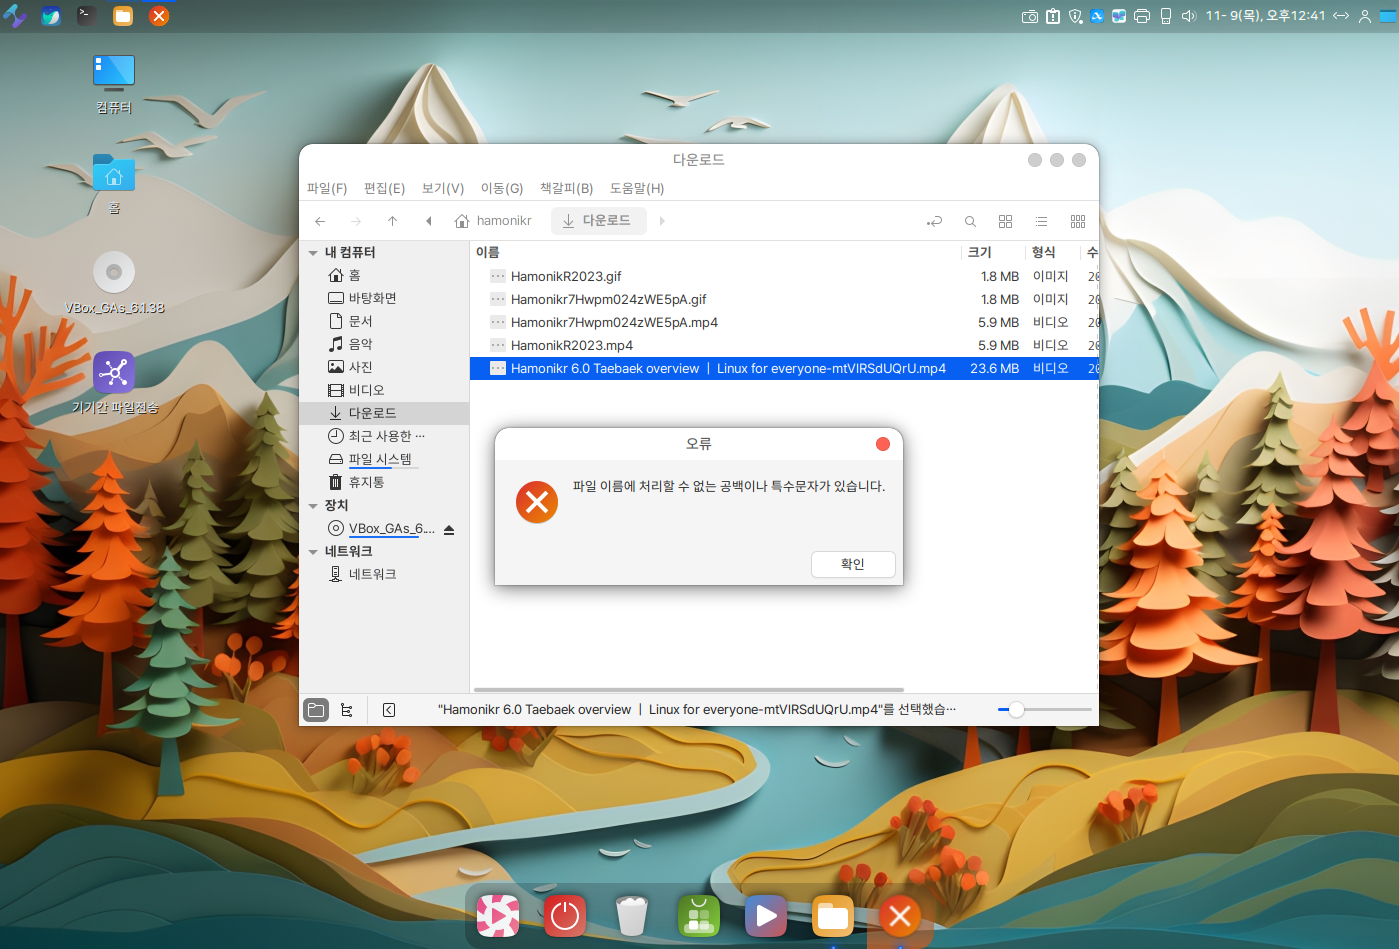 11- 9(목), 오후12:41
컴퓨터
홈
VBox_GAs_6.1.38
기기간 파일전송
다운로드
파일(F) 편집(E) 보기(V) 이동(G) 책갈피(B) 도움말(H)
hamonikr 다운로드
내 컴퓨터
홈
바탕화면
문서
음악
사진
비디오
다운로드
최근 사용한 ···
파일 시스템
휴지통
장치
VBox_GAs_6....
네트워크
네트워크
이름 크기 형식 수
HamonikR2023.gif 1.8 MB 이미지 20
Hamonikr7Hwpm024zWE5pA.gif 1.8 MB 이미지 20
Hamonikr7Hwpm024zWE5pA.mp4 5.9 MB 비디오 20
HamonikR2023.mp4 5.9 MB 비디오 20
Hamonikr 6.0 Taebaek overview ｜ Linux for everyone-mtVIRSdUQrU.mp4 23.6 MB 비디오 20
오류
파일 이름에 처리할 수 없는 공백이나 특수문자가 있습니다.
확인
"Hamonikr 6.0 Taebaek overview ｜ Linux for everyone-mtVIRSdUQrU.mp4"를 선택했습···